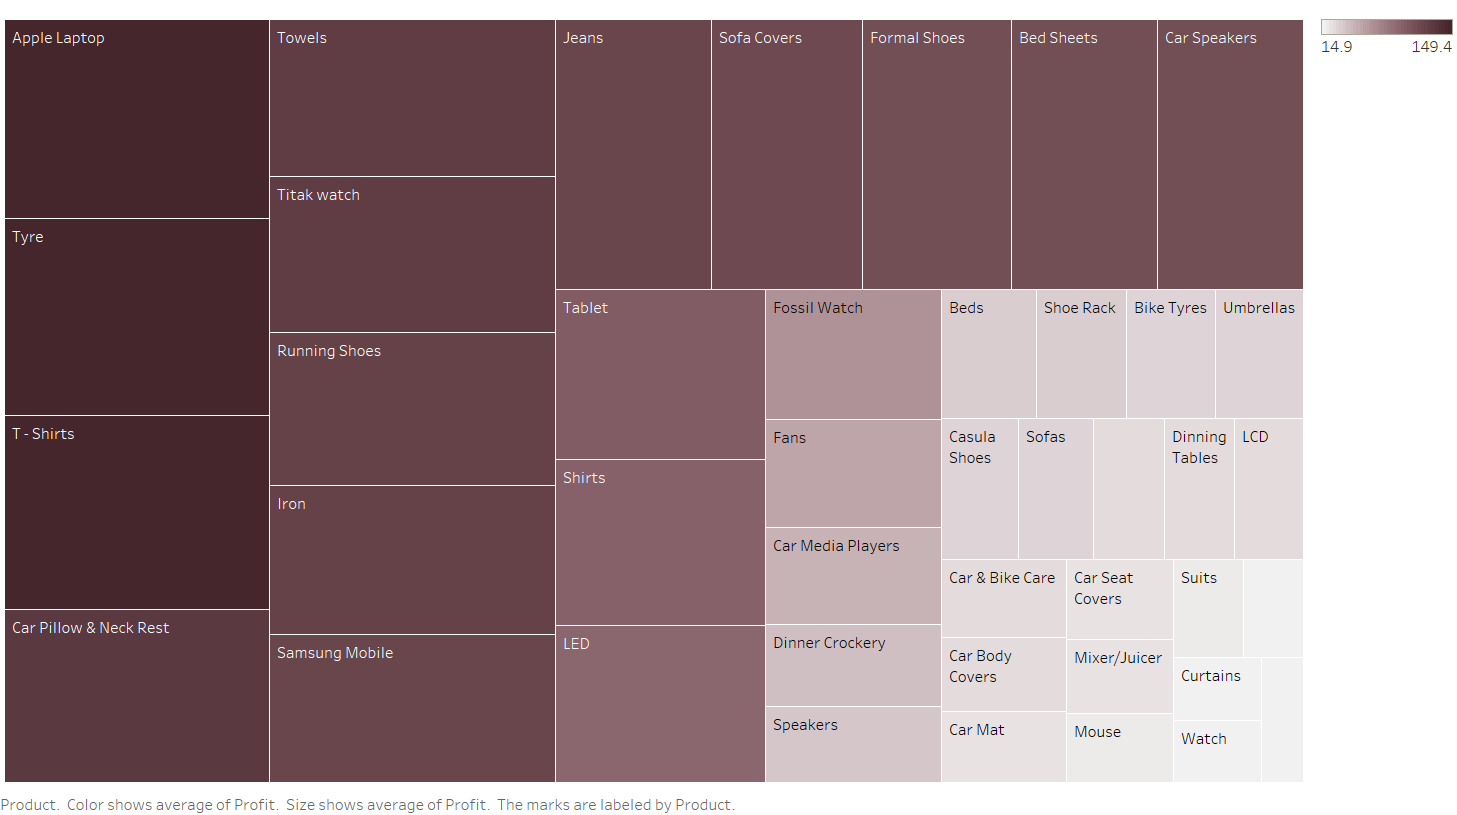 Apple Laptop
Tyre
T - Shirts
Car Pillow & Neck Rest
Towels
Titak watch
Running Shoes
Iron
Samsung Mobile
Jeans
Sofa Covers
Formal Shoes
Bed Sheets
Car Speakers
Tablet
Shirts
LED
Fossil Watch
Fans
Car Media Players
Dinner Crockery
Speakers
Beds
Shoe Rack
Bike Tyres
Umbrellas
Casula
Shoes
Sofas
Dinning
Tables
LCD
Car & Bike Care
Car Body
Covers
Car Mat
Car Seat
Covers
Mixer/Juicer
Mouse
Suits
Curtains
Watch
14.9
149.4
Product. Color shows average of Profit. Size shows average of Profit. The marks are labeled by Product.